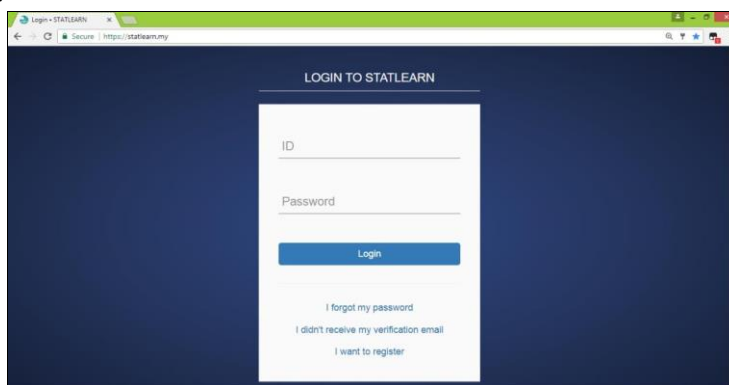 Login • STATLEARN
Secure | https://statlearn.my
LOGIN TO STATLEARN
ID
Password
Login
I forgot my password
I didn't receive my verification email
I want to register